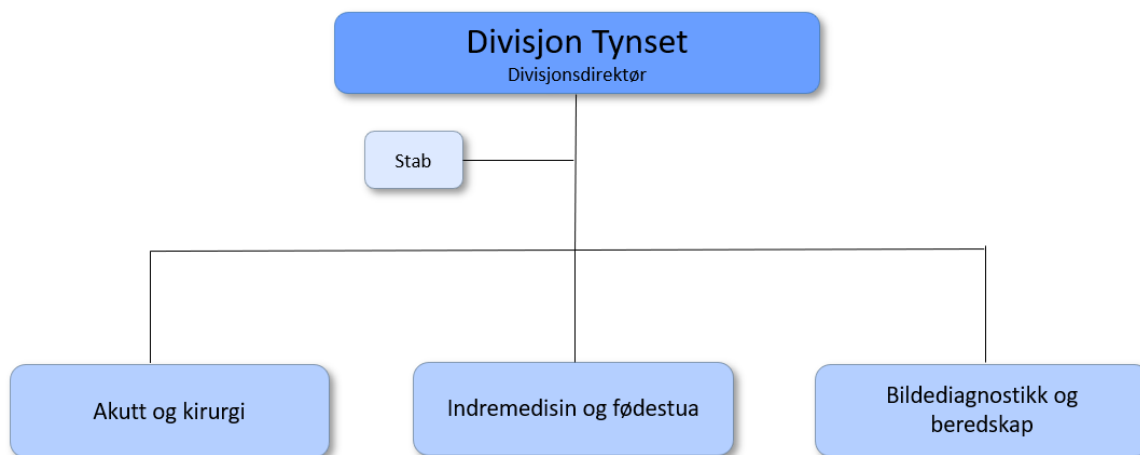 Divisjon Tynset
Divisjonsdirektør
Stab
Akutt og kirurgi
Indremedisin og fødestua
Bildediagnostikk og
beredskap